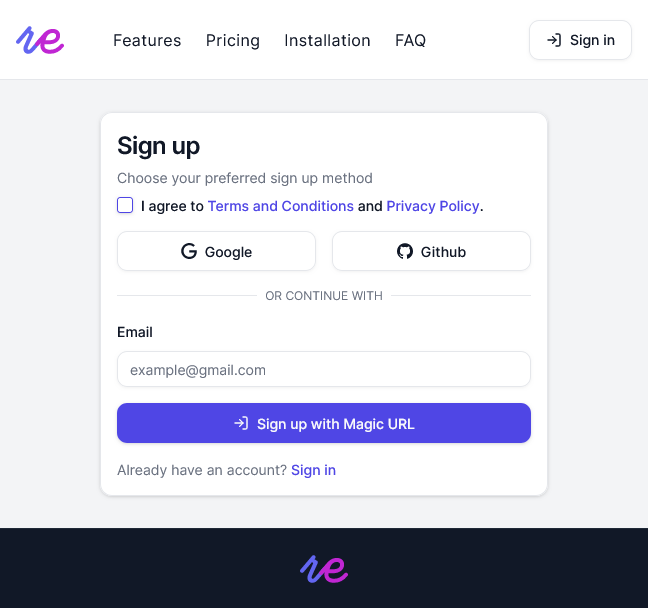 re
Features Pricing Installation FAQ
Sign in
Sign up
Choose your preferred sign up method
I agree to Terms and Conditions and Privacy Policy.
Google
Github
OR CONTINUE WITH
Email
example@gmail.com
Sign up with Magic URL
Already have an account? Sign in
re